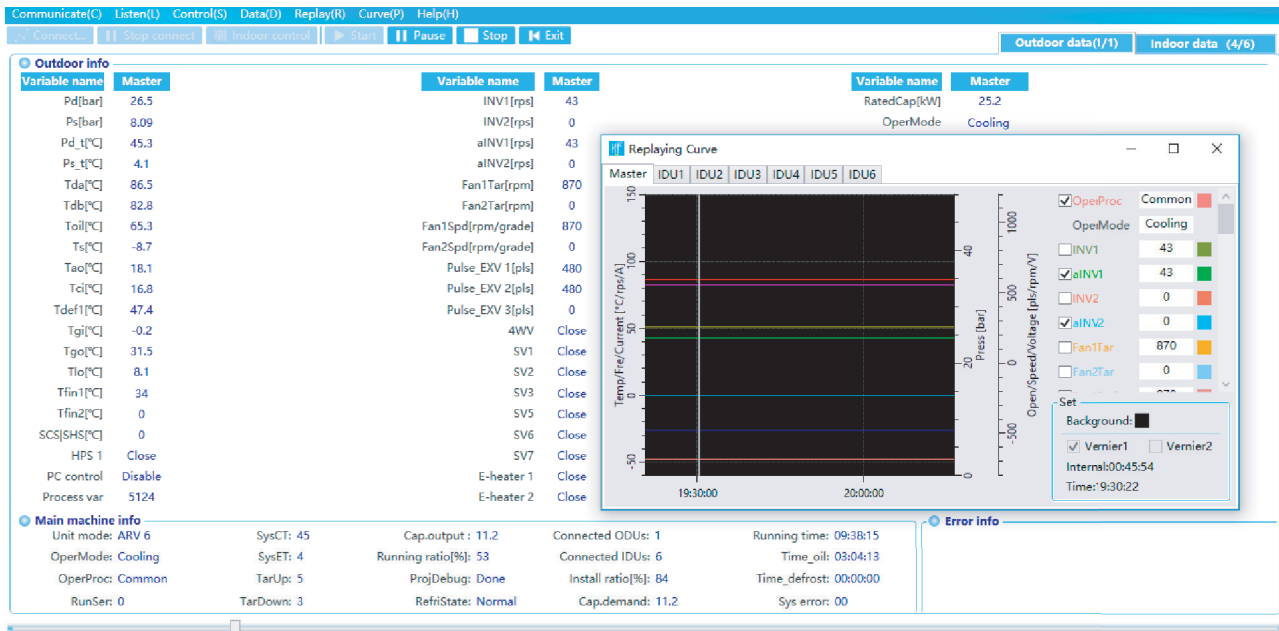 Communicate(C) Listen(L) Control(S) Data(D) Replay(R) Curve(P) Help(H)
Connect... Stop connect Indoor control Start Pause Stop Exit
Outdoor data(1/1) Indoor data (4/6)
Outdoor info
Variable name Master
Pd[bar] 26.5
Ps[bar] 8.09
Pd_t[℃] 45.3
Ps_t[℃] 4.1
Tda[℃] 86.5
Tdb[℃] 82.8
Toil[℃] 65.3
Ts[℃] -8.7
Tao[℃] 18.1
Tci[℃] 16.8
Tdef1[℃] 47.4
Tgi[℃] -0.2
Tgo[℃] 31.5
Tlo[℃] 8.1
Tfin1[℃] 34
Tfin2[℃] 0
SCS|SHS[℃] 0
HPS 1 Close
PC control Disable
Process var 5124
Variable name Master
INV1[rps] 43
INV2[rps] 0
aINV1[rps] 43
aINV2[rps] 0
Fan1Tar[rpm] 870
Fan2Tar[rpm] 0
Fan1Spd[rpm/grade] 870
Fan2Spd[rpm/grade] 0
Pulse_EXV 1[pls] 480
Pulse_EXV 2[pls] 480
Pulse_EXV 3[pls] 0
4WV Close
SV1 Close
SV2 Close
SV3 Close
SV5 Close
SV6 Close
SV7 Close
E-heater 1 Close
E-heater 2 Close
Variable name Master
RatedCap[kW] 25.2
OperMode Cooling
Replaying Curve
Master IDU1 IDU2 IDU3 IDU4 IDU5 IDU6
Temp/Fre/Current [°C/rps/A]
150
100
50
0
-50
19:30:00 20:00:00
Press [bar]
40
20
0
Open/Speed/Voltage [pls/rpm/V]
1000
500
0
-500
OperProc Common
OperMode Cooling
INV1 43
aINV1 43
INV2 0
aINV2 0
Fan1Tar 870
Fan2Tar 0
Set
Background:
Vernier1 Vernier2
Internal:00:45:54
Time:19:30:22
Main machine info
Unit mode: ARV 6 SysCT: 45 Cap.output : 11.2 Connected ODUs: 1 Running time: 09:38:15
OperMode: Cooling SysET: 4 Running ratio[%]: 53 Connected IDUs: 6 Time_oil: 03:04:13
OperProc: Common TarUp: 5 ProjDebug: Done Install ratio[%]: 84 Time_defrost: 00:00:00
RunSer: 0 TarDown: 3 RefriState: Normal Cap.demand: 11.2 Sys error: 00
Error info